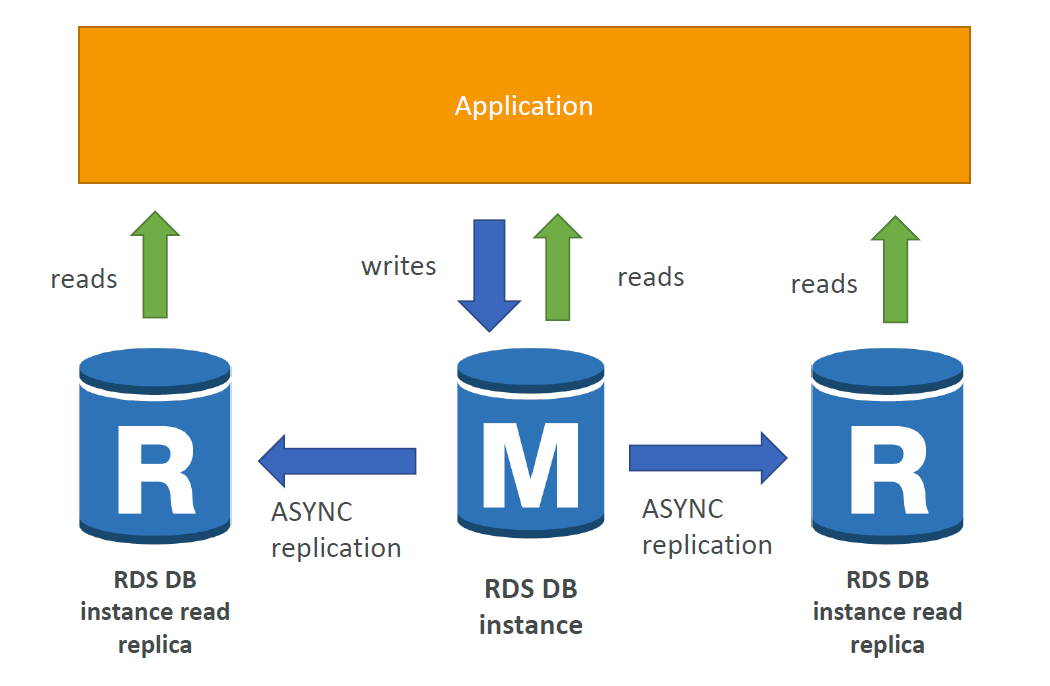 Application
reads
writes
reads
reads
R
M
R
ASYNC
replication
ASYNC
replication
RDS DB
instance read
replica
RDS DB
instance
RDS DB
instance read
replica